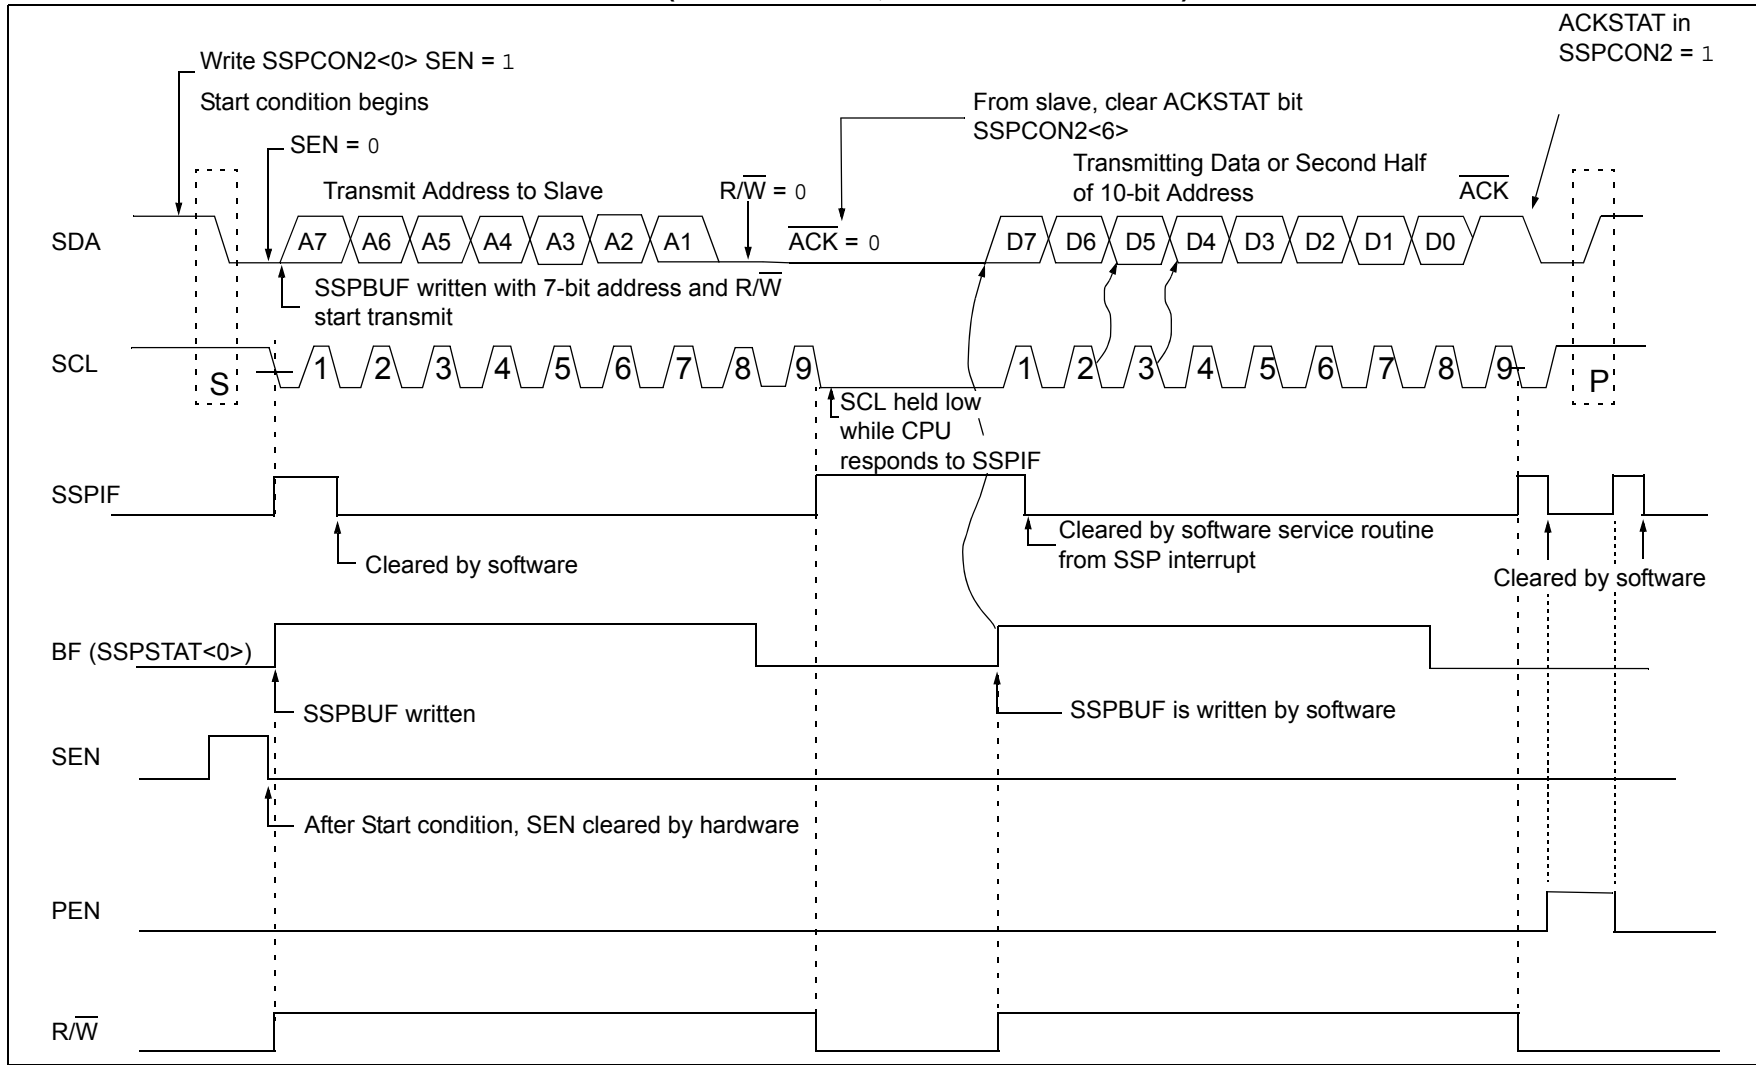 ACKSTAT in
SSPCON2 = 1
Write SSPCON2<0> SEN = 1
Start condition begins
From slave, clear ACKSTAT bit
SSPCON2<6>
SEN = 0
Transmit Address to Slave
R/W = 0
Transmitting Data or Second Half
of 10-bit Address
ACK
SDA
A7 A6 A5 A4 A3 A2 A1
ACK = 0
D7 D6 D5 D4 D3 D2 D1 D0
SSPBUF written with 7-bit address and R/W
start transmit
SCL
S
1 2 3 4 5 6 7 8 9
1 2 3 4 5 6 7 8 9
P
SCL held low
while CPU
responds to SSPIF
SSPIF
Cleared by software
Cleared by software service routine
from SSP interrupt
Cleared by software
BF (SSPSTAT<0>)
SSPBUF written
SSPBUF is written by software
SEN
After Start condition, SEN cleared by hardware
PEN
R/W